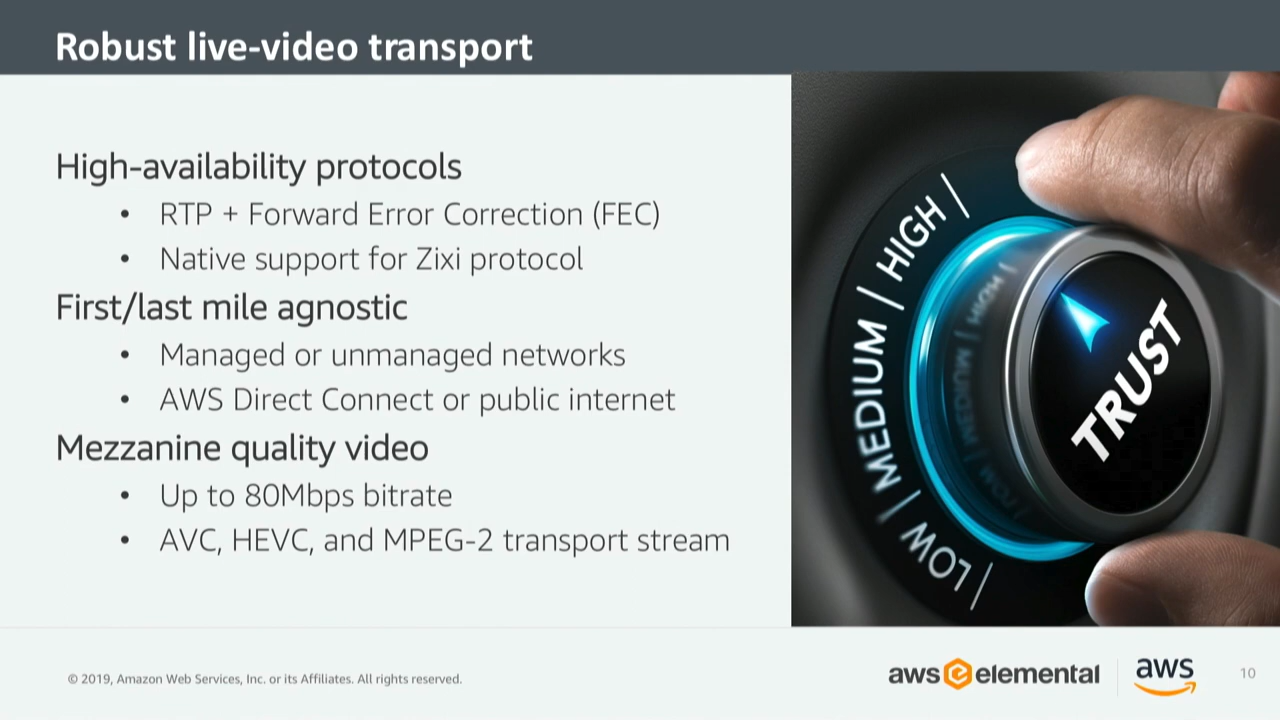 Robust live-video transport
High-availability protocols
• RTP + Forward Error Correction (FEC)
• Native support for Zixi protocol
First/last mile agnostic
• Managed or unmanaged networks
• AWS Direct Connect or public internet
Mezzanine quality video
• Up to 80Mbps bitrate
• AVC, HEVC, and MPEG-2 transport stream
LOW | MEDIUM | HIGH |
TRUST
© 2019, Amazon Web Services, Inc. or its Affiliates. All rights reserved.
aws elemental
aws
10